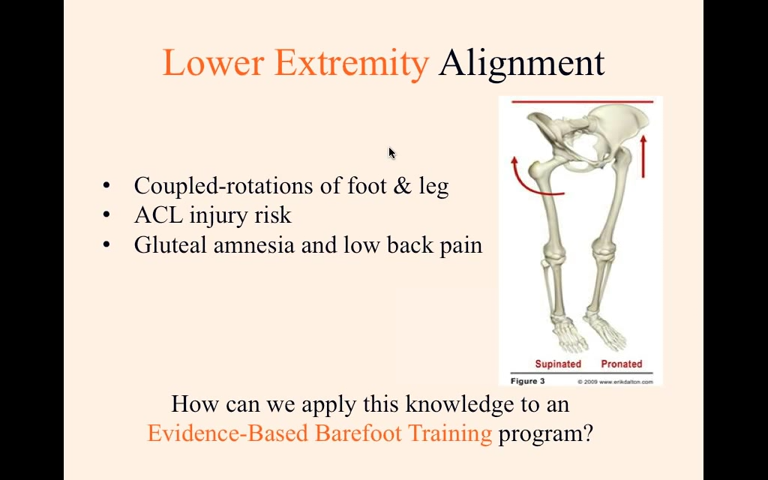 Lower Extremity Alignment
• Coupled-rotations of foot & leg
• ACL injury risk
• Gluteal amnesia and low back pain
Supinated Pronated
Figure 3 © 2009 www.erikdalton.com
How can we apply this knowledge to an
Evidence-Based Barefoot Training program?